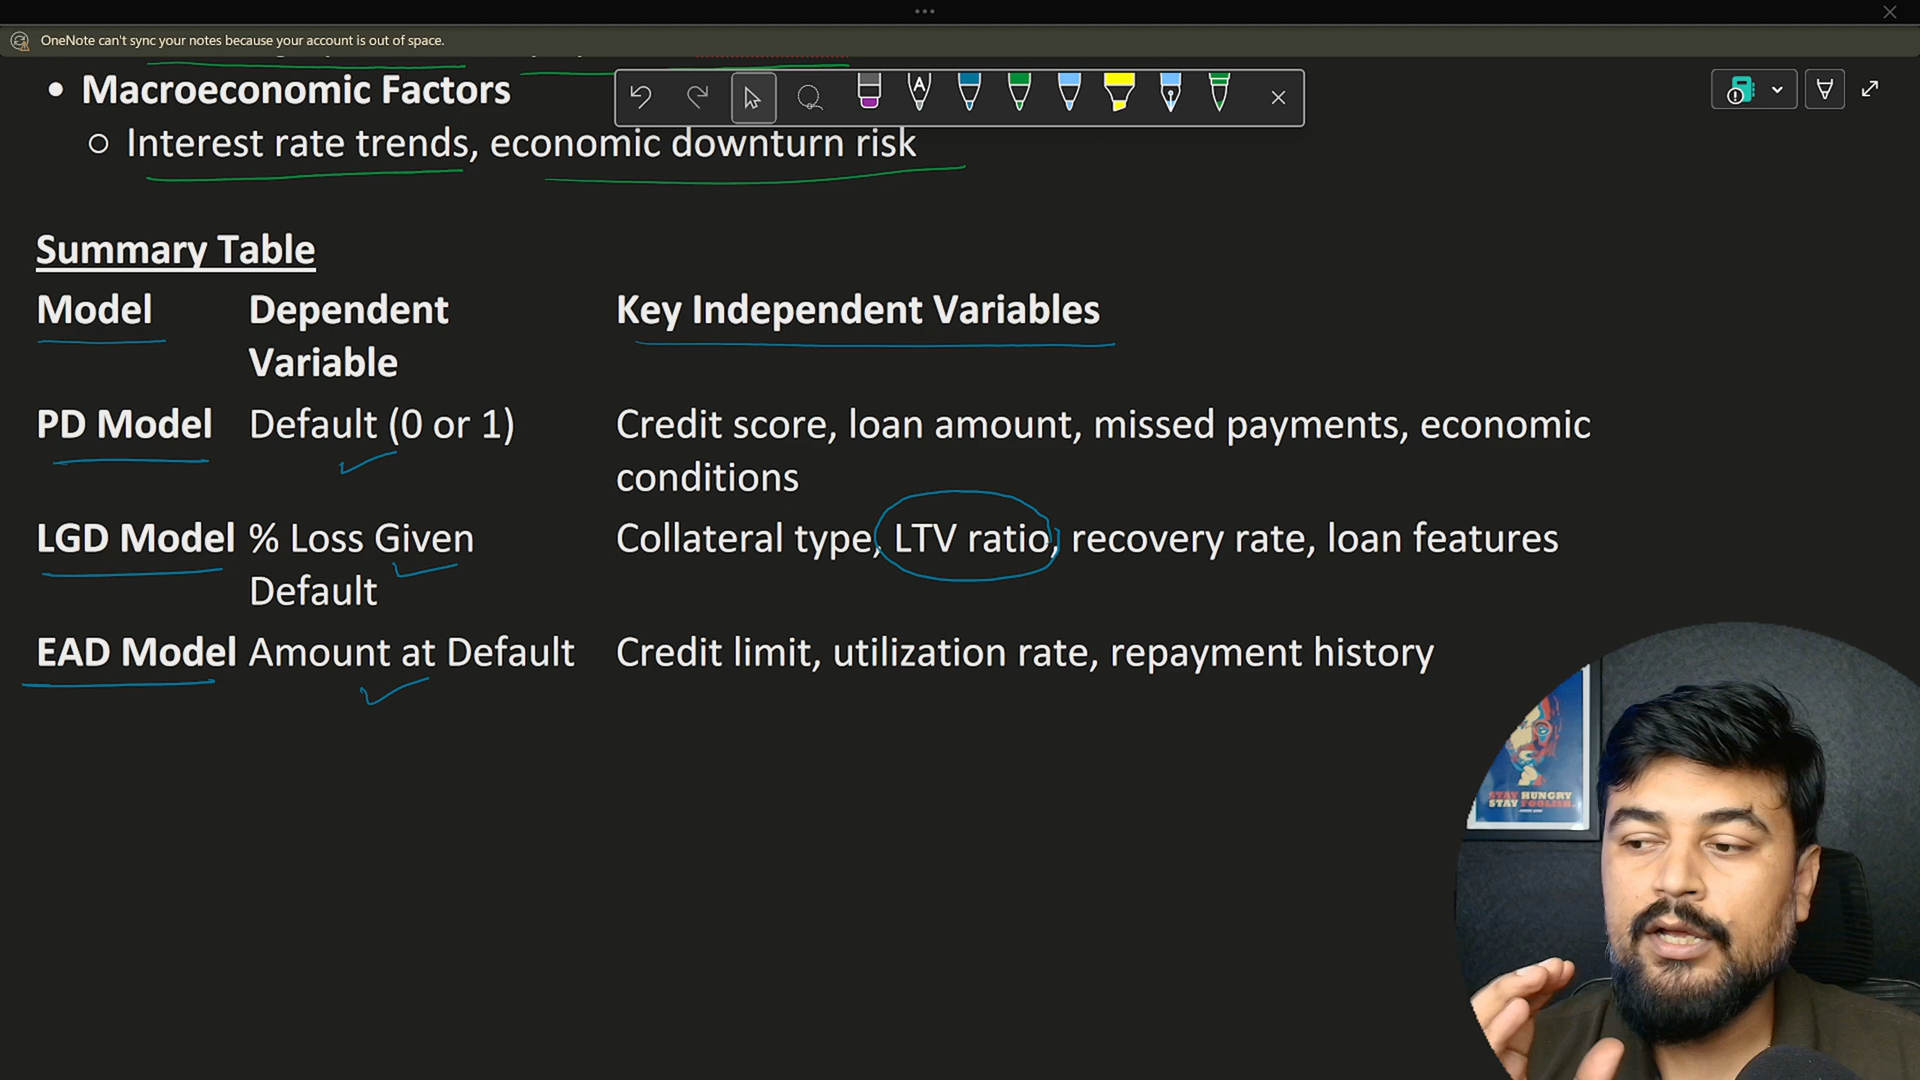 OneNote can't sync your notes because your account is out of space.
• Macroeconomic Factors
○ Interest rate trends, economic downturn risk
Summary Table
Model Dependent Variable Key Independent Variables
PD Model Default (0 or 1) Credit score, loan amount, missed payments, economic
conditions
LGD Model % Loss Given Default Collateral type, LTV ratio, recovery rate, loan features
EAD Model Amount at Default Credit limit, utilization rate, repayment history
STAY HUNGRY
STAY FOOLISH